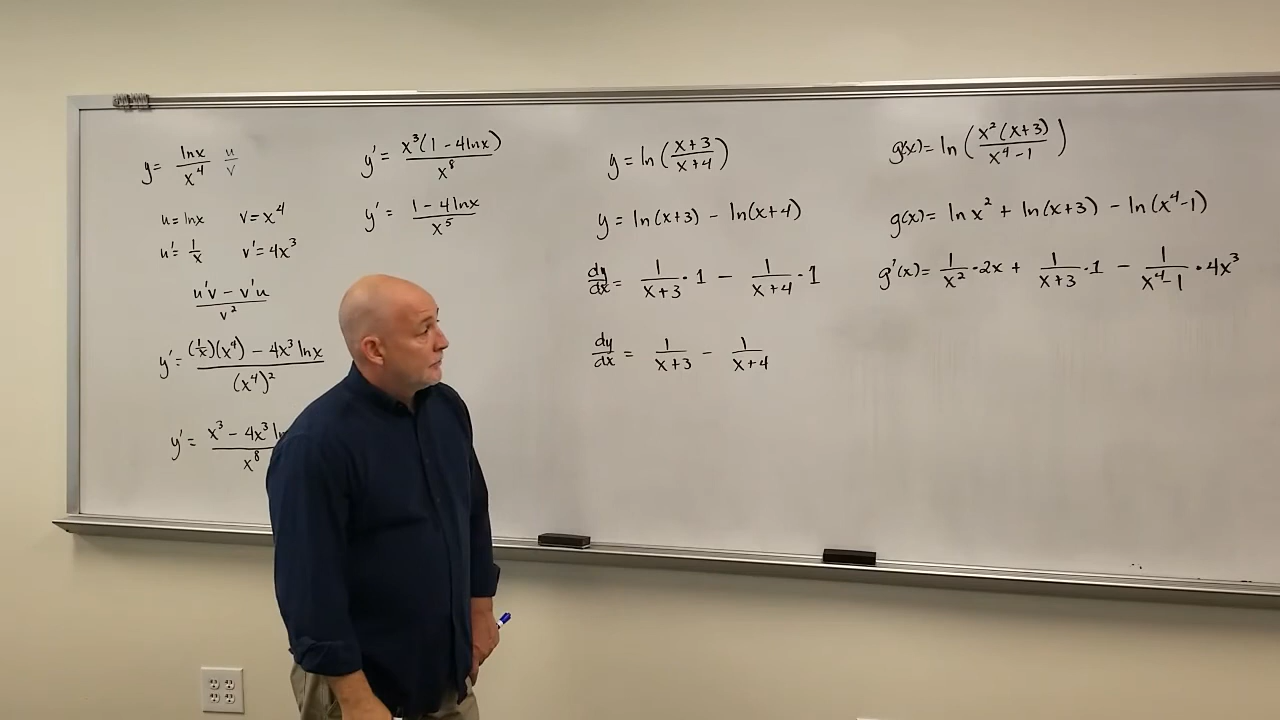 y = lnx/x⁴ u/v
u = lnx v = x⁴
u' = 1/x v' = 4x³
(u'v - v'u)/v²
y' = ((1/x)(x⁴) - 4x³ lnx)/(x⁴)²
y' = (x³ - 4x³ ln)/x⁸
y' = x³(1 - 4lnx)/x⁸
y' = (1 - 4lnx)/x⁵
y = ln((x+3)/(x+4))
y = ln(x+3) - ln(x+4)
dy/dx = 1/(x+3) · 1 - 1/(x+4) · 1
dy/dx = 1/(x+3) - 1/(x+4)
g(x) = ln(x²(x+3)/(x⁴-1))
g(x) = ln x² + ln(x+3) - ln(x⁴-1)
g'(x) = 1/x² · 2x + 1/(x+3) · 1 - 1/(x⁴-1) · 4x³